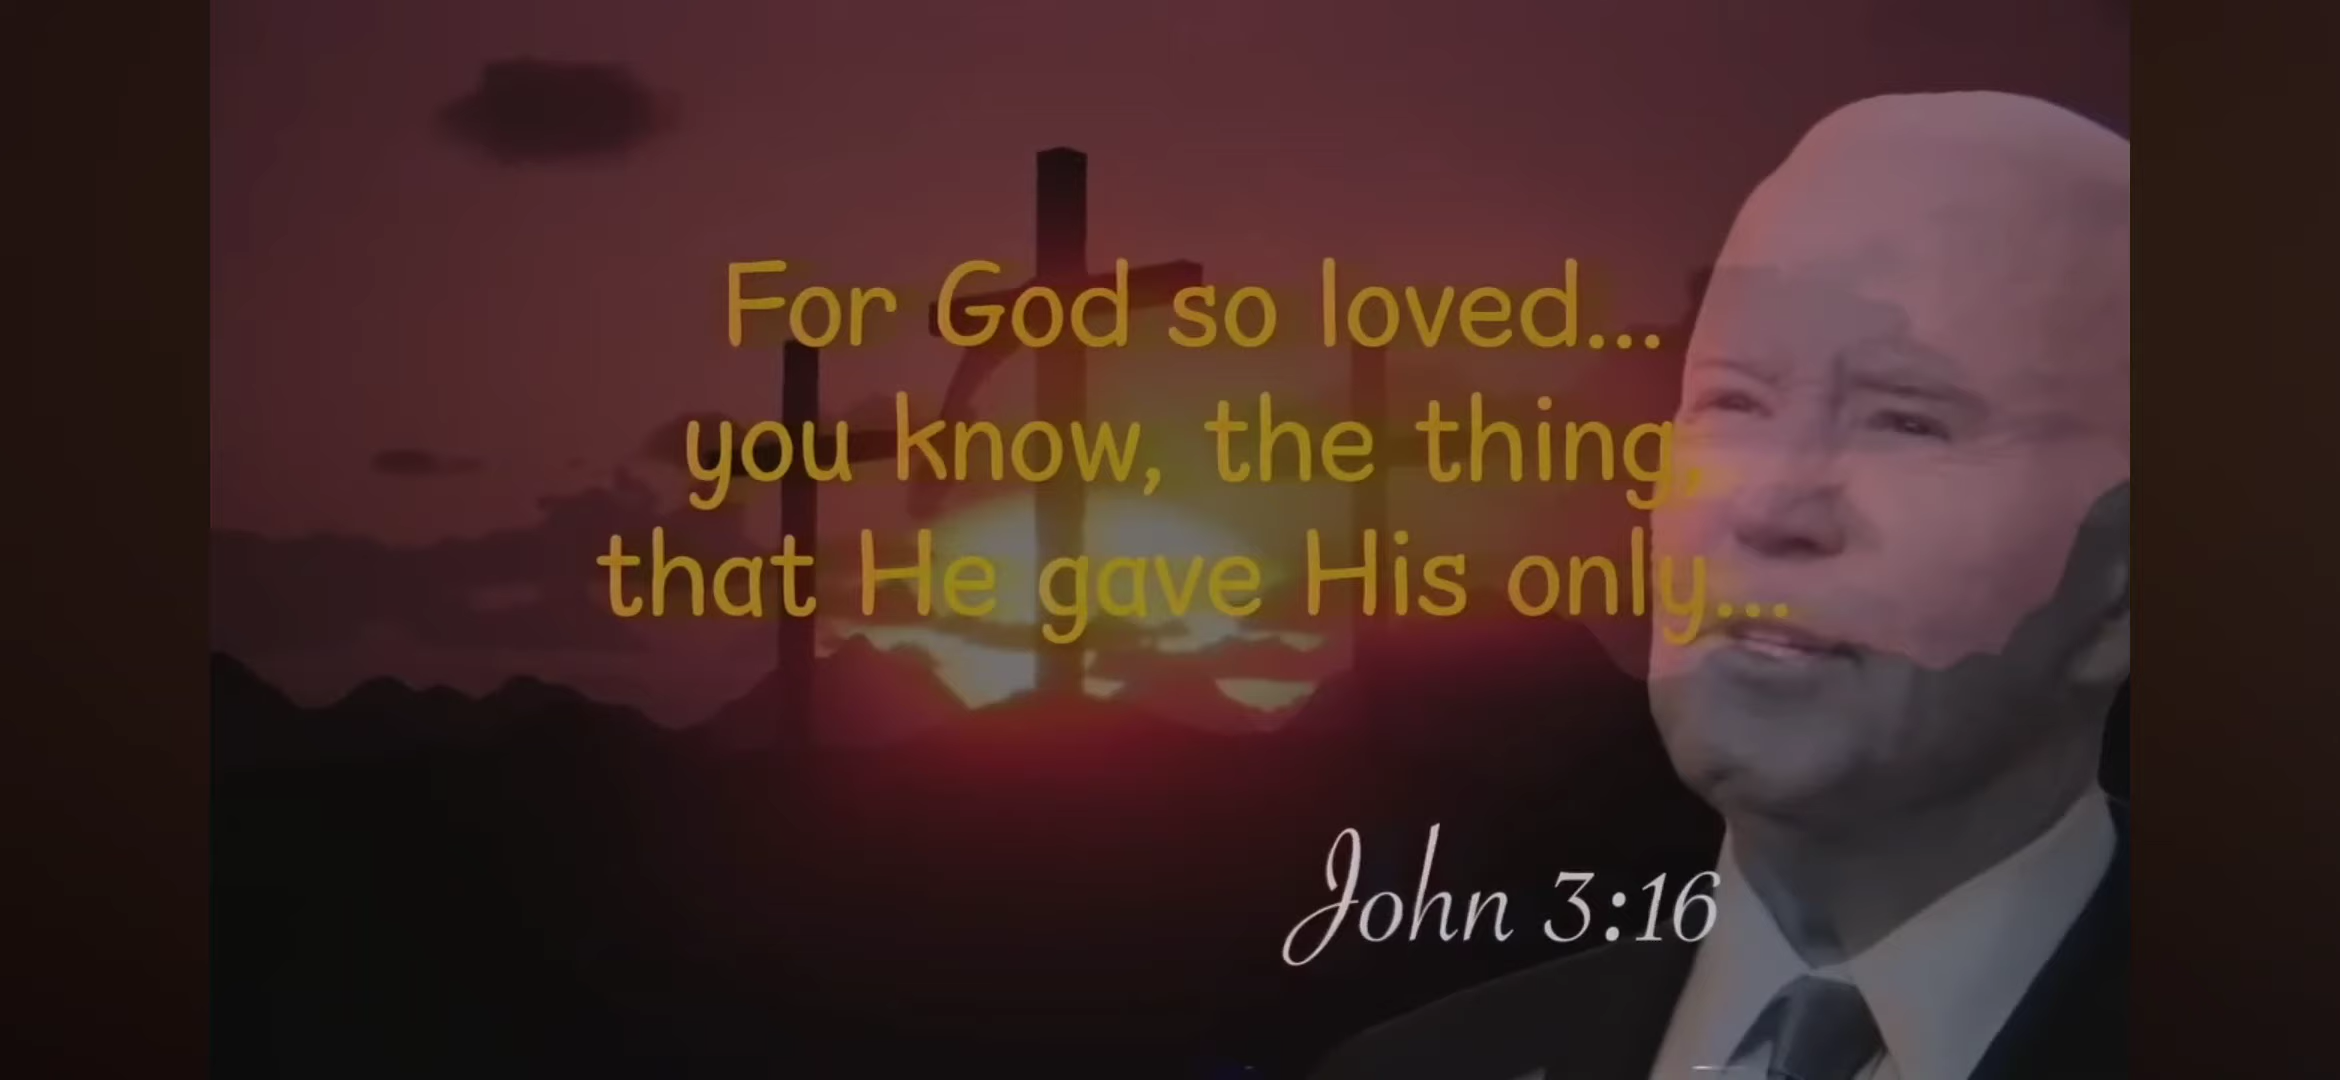 For God so loved...
you know, the thing,
that He gave His only...
John 3:16